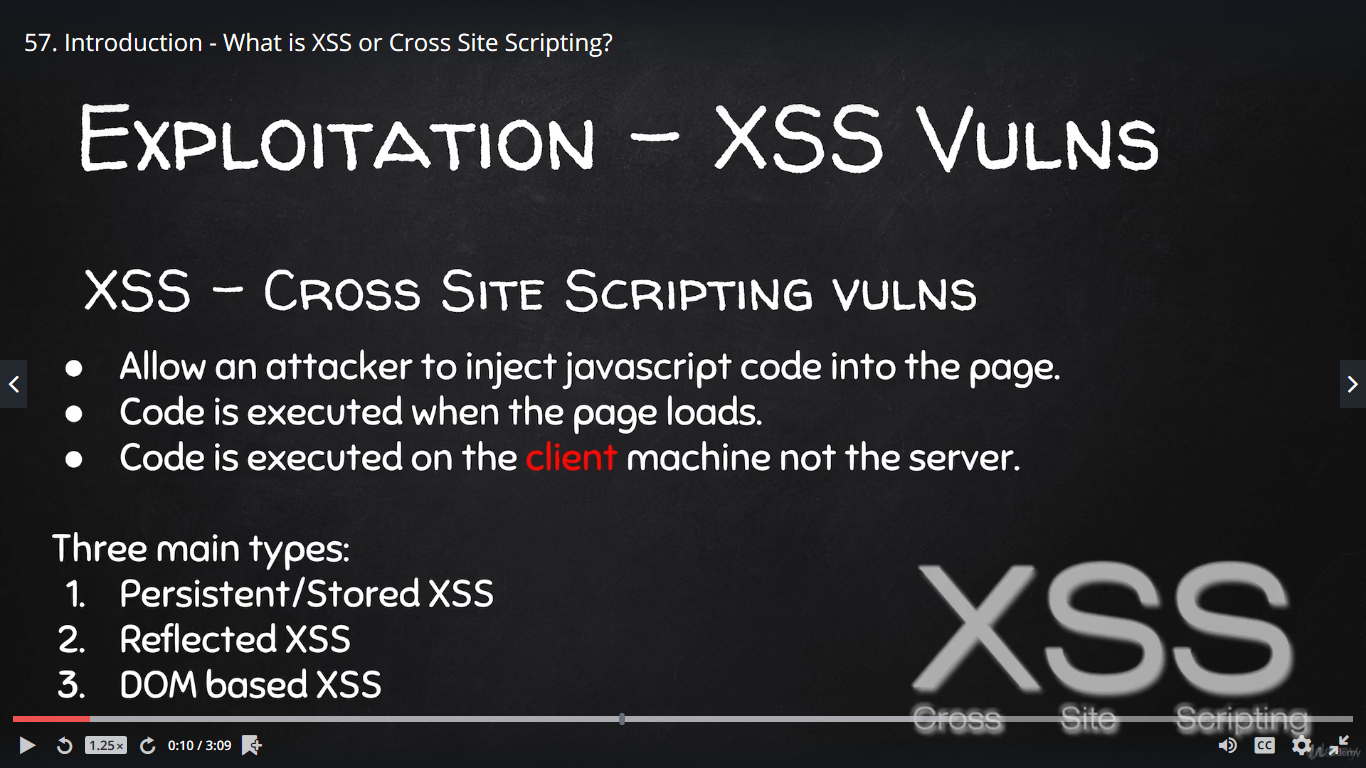 57. Introduction - What is XSS or Cross Site Scripting?
Exploitation - XSS Vulns
XSS - Cross Site Scripting vulns
● Allow an attacker to inject javascript code into the page.
● Code is executed when the page loads.
● Code is executed on the client machine not the server.
Three main types:
1. Persistent/Stored XSS
2. Reflected XSS
3. DOM based XSS
XSS
Cross Site Scripting
1.25x
0:10 / 3:09
CC